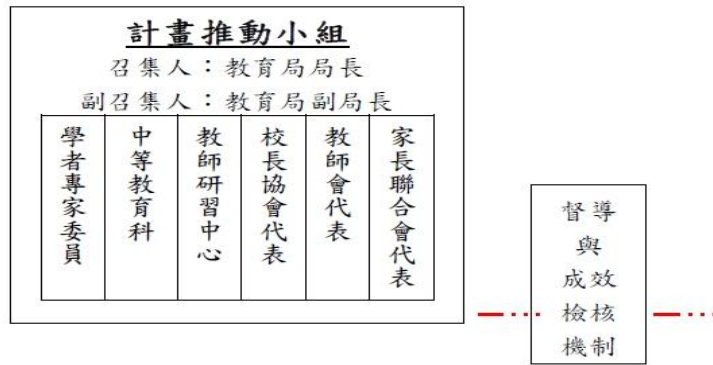 計畫推動小組
召集人：教育局局長
副召集人：教育局副局長
學者專家委員
中等教育科
教師研習中心
校長協會代表
教師會代表
家長聯合會代表
督導
與
成效
檢核
機制